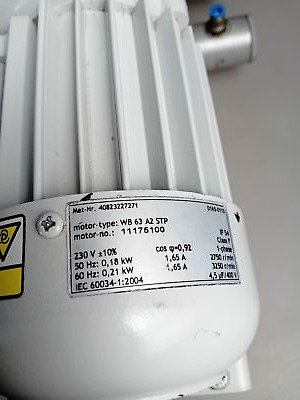 Mat-Nr. 40823227271
motor-type: WB 63 A2 STP
motor-no.: 11176100 IP 54
Class F
230 V ±10% cos φ=0,92 1-phase
50 Hz: 0,18 kW 1,65 A 2750 r/min
60 Hz: 0,21 kW 1,65 A 3250 r/min
IEC 60034-1:2004 4,5 µF/400 V